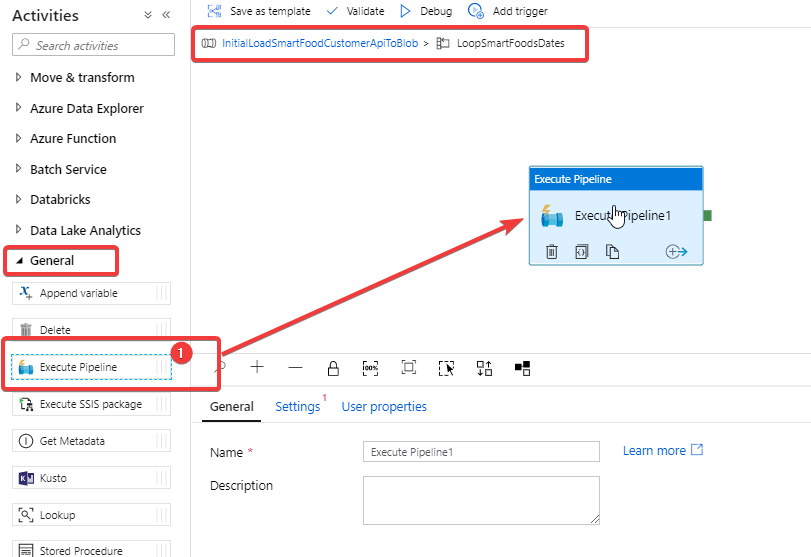 Activities
Save as template
Validate
Debug
Add trigger
Search activities
InitialLoadSmartFoodCustomerApiToBlob > LoopSmartFoodsDates
Move & transform
Azure Data Explorer
Azure Function
Batch Service
Databricks
Data Lake Analytics
General
Append variable
Delete
Execute Pipeline
1
Execute SSIS package
Get Metadata
Kusto
Lookup
Stored Procedure
Execute Pipeline
Execute Pipeline1
100%
General
Settings 1
User properties
Name *
Execute Pipeline1
Learn more
Description